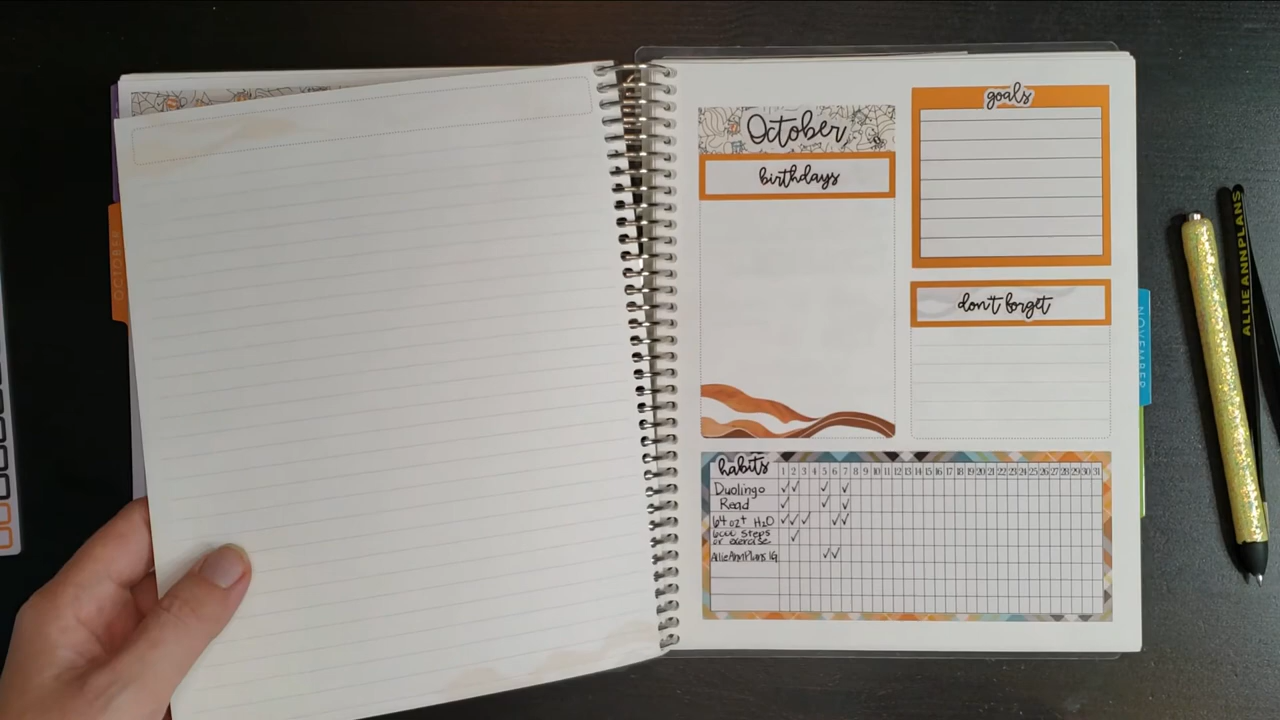 OCTOBER
October
birthdays
goals
don't forget
habits 1 2 3 4 5 6 7 8 9 10 11 12 13 14 15 16 17 18 19 20 21 22 23 24 25 26 27 28 29 30 31
Duolingo
Read
64 oz+ H2O
6000 steps
or exercise
AllieAnnPlans IG
NOVEMBER
ALLIEANNPLANS